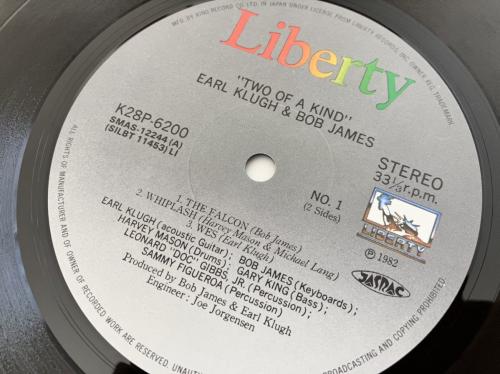 MFD. BY KING RECORD CO. LTD. IN JAPAN UNDER LICENSE FROM LIBERTY RECORDS, INC. OWNER REG. TRADEMARK.
Liberty
"TWO OF A KIND"
EARL KLUGH & BOB JAMES
K28P-6200
SMAS-12244 (A)
(SILBT 11453) LI
NO. 1
(2 Sides)
STEREO
33 1/3 r.p.m.
1. THE FALCON (Bob James)
2. WHIPLASH (Harvey Mason & Michael Lang)
3. WES (Earl Klugh)
LIBERTY
Ⓟ 1982
JASRAC
EARL KLUGH (acoustic Guitar); BOB JAMES (Keyboards);
HARVEY MASON (Drums); GARY KING (Bass);
LEONARD "DOC" GIBBS, JR. (Percussion);
SAMMY FIGUEROA (Percussion)
Produced by Bob James & Earl Klugh
Engineer: Joe Jorgensen
ALL RIGHTS OF MANUFACTURER AND OF OWNER OF RECORDED WORK ARE RESERVED. UNAUTH
BROADCASTING AND COPYING PROHIBITED.